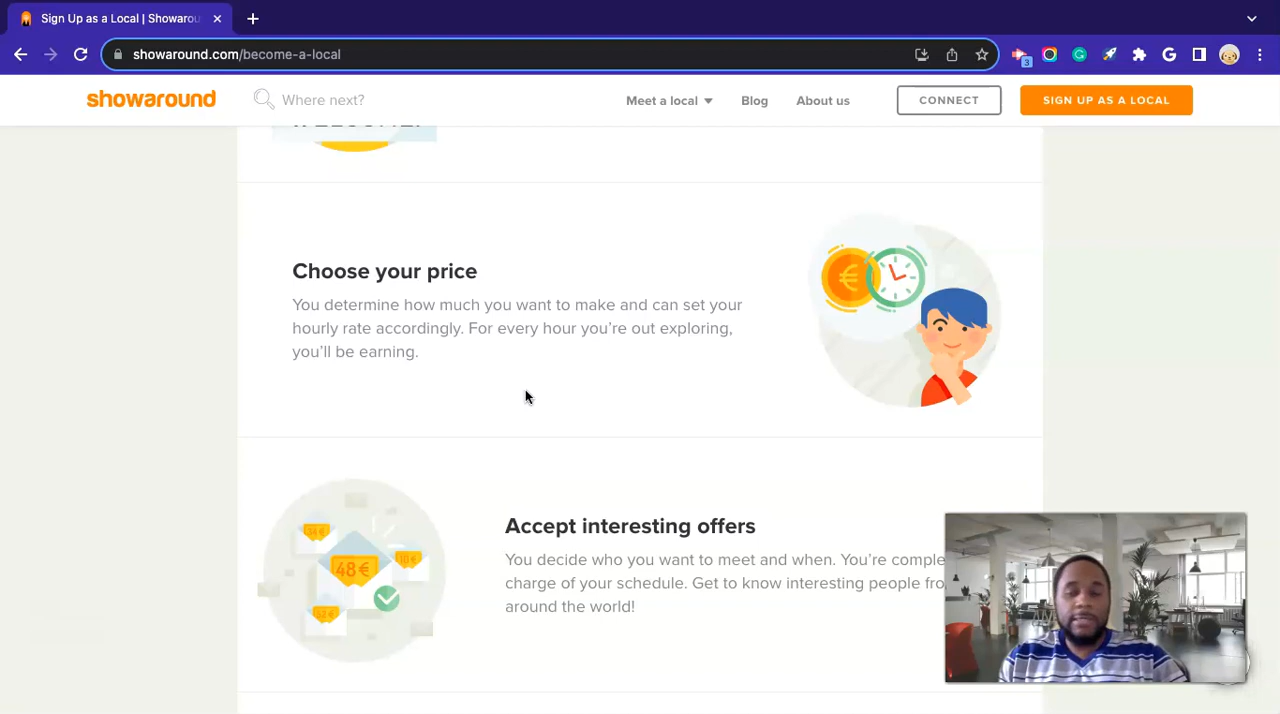 Sign Up as a Local | Showarou
showaround.com/become-a-local
3
showaround
Where next?
Meet a local
Blog
About us
CONNECT
SIGN UP AS A LOCAL
WELCOME!
Choose your price
You determine how much you want to make and can set your
hourly rate accordingly. For every hour you're out exploring,
you'll be earning.
€
48 €
Accept interesting offers
You decide who you want to meet and when. You're comple
charge of your schedule. Get to know interesting people fro
around the world!